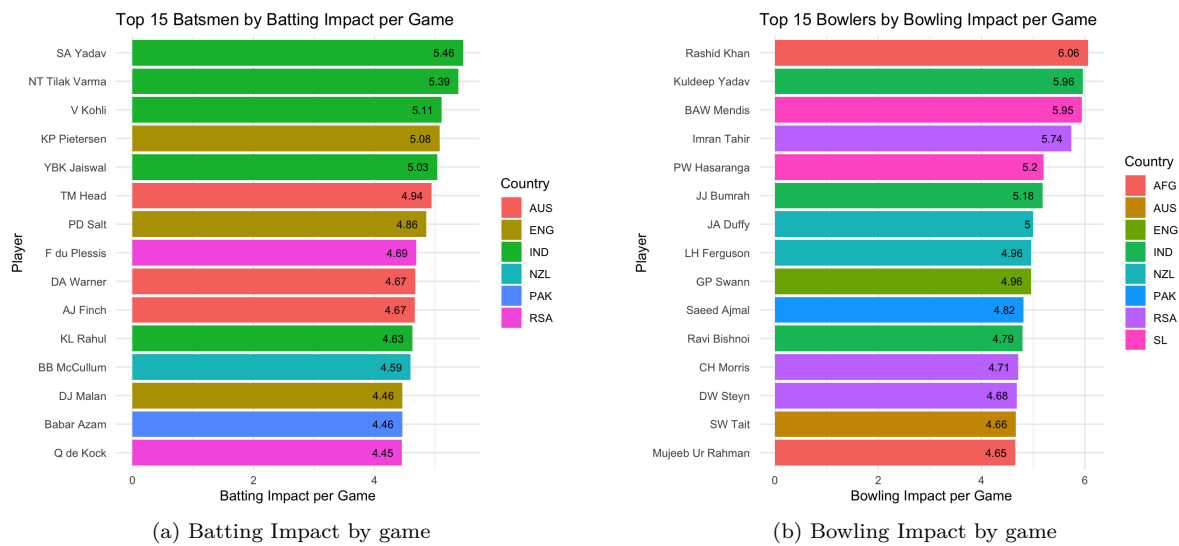 Top 15 Batsmen by Batting Impact per Game
Player
SA Yadav 5.46
NT Tilak Varma 5.39
V Kohli 5.11
KP Pietersen 5.08
YBK Jaiswal 5.03
TM Head 4.94
PD Salt 4.86
F du Plessis 4.69
DA Warner 4.67
AJ Finch 4.67
KL Rahul 4.63
BB McCullum 4.59
DJ Malan 4.46
Babar Azam 4.46
Q de Kock 4.45
0 2 4
Batting Impact per Game
Country
AUS
ENG
IND
NZL
PAK
RSA
(a) Batting Impact by game
Top 15 Bowlers by Bowling Impact per Game
Player
Rashid Khan 6.06
Kuldeep Yadav 5.96
BAW Mendis 5.95
Imran Tahir 5.74
PW Hasaranga 5.2
JJ Bumrah 5.18
JA Duffy 5
LH Ferguson 4.96
GP Swann 4.96
Saeed Ajmal 4.82
Ravi Bishnoi 4.79
CH Morris 4.71
DW Steyn 4.68
SW Tait 4.66
Mujeeb Ur Rahman 4.65
0 2 4 6
Bowling Impact per Game
Country
AFG
AUS
ENG
IND
NZL
PAK
RSA
SL
(b) Bowling Impact by game